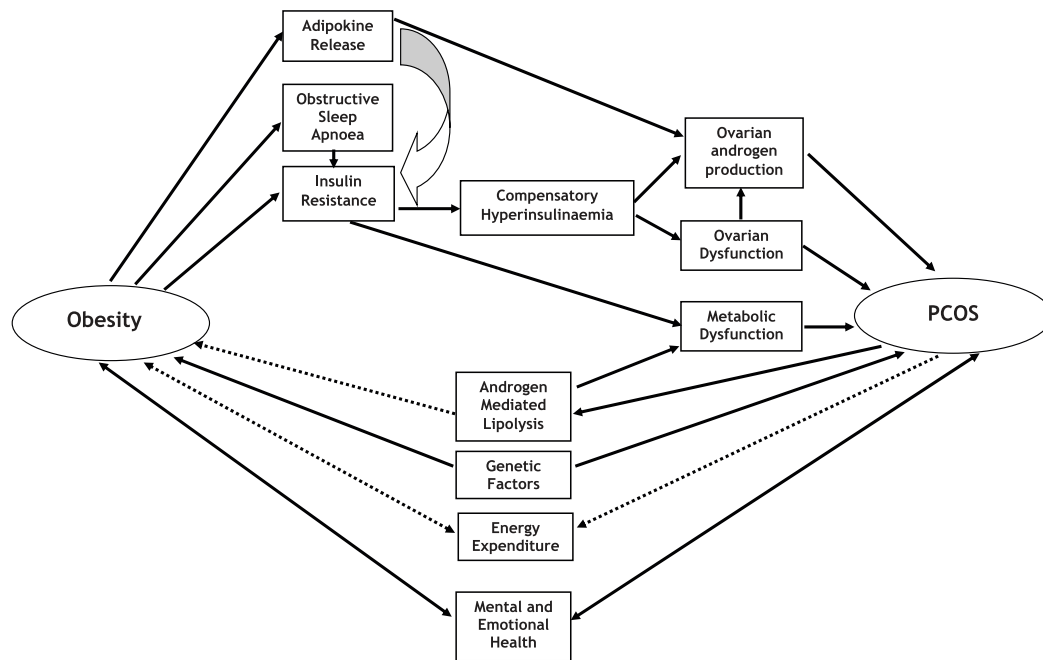 Adipokine
Release
Obstructive
Sleep
Apnoea
Insulin
Resistance
Compensatory
Hyperinsulinaemia
Ovarian
androgen
production
Ovarian
Dysfunction
Obesity
Metabolic
Dysfunction
PCOS
Androgen
Mediated
Lipolysis
Genetic
Factors
Energy
Expenditure
Mental and
Emotional
Health